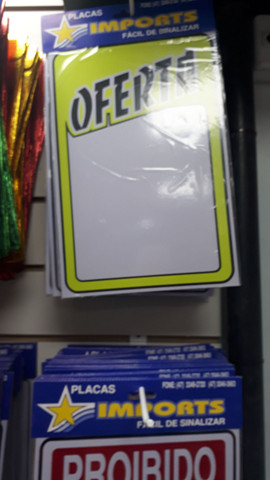 PLACAS
IMPORTS
FÁCIL DE SINALIZAR
OFERTA
PLACAS
IMPORTS
FÁCIL DE SINALIZAR
PROIBIDO